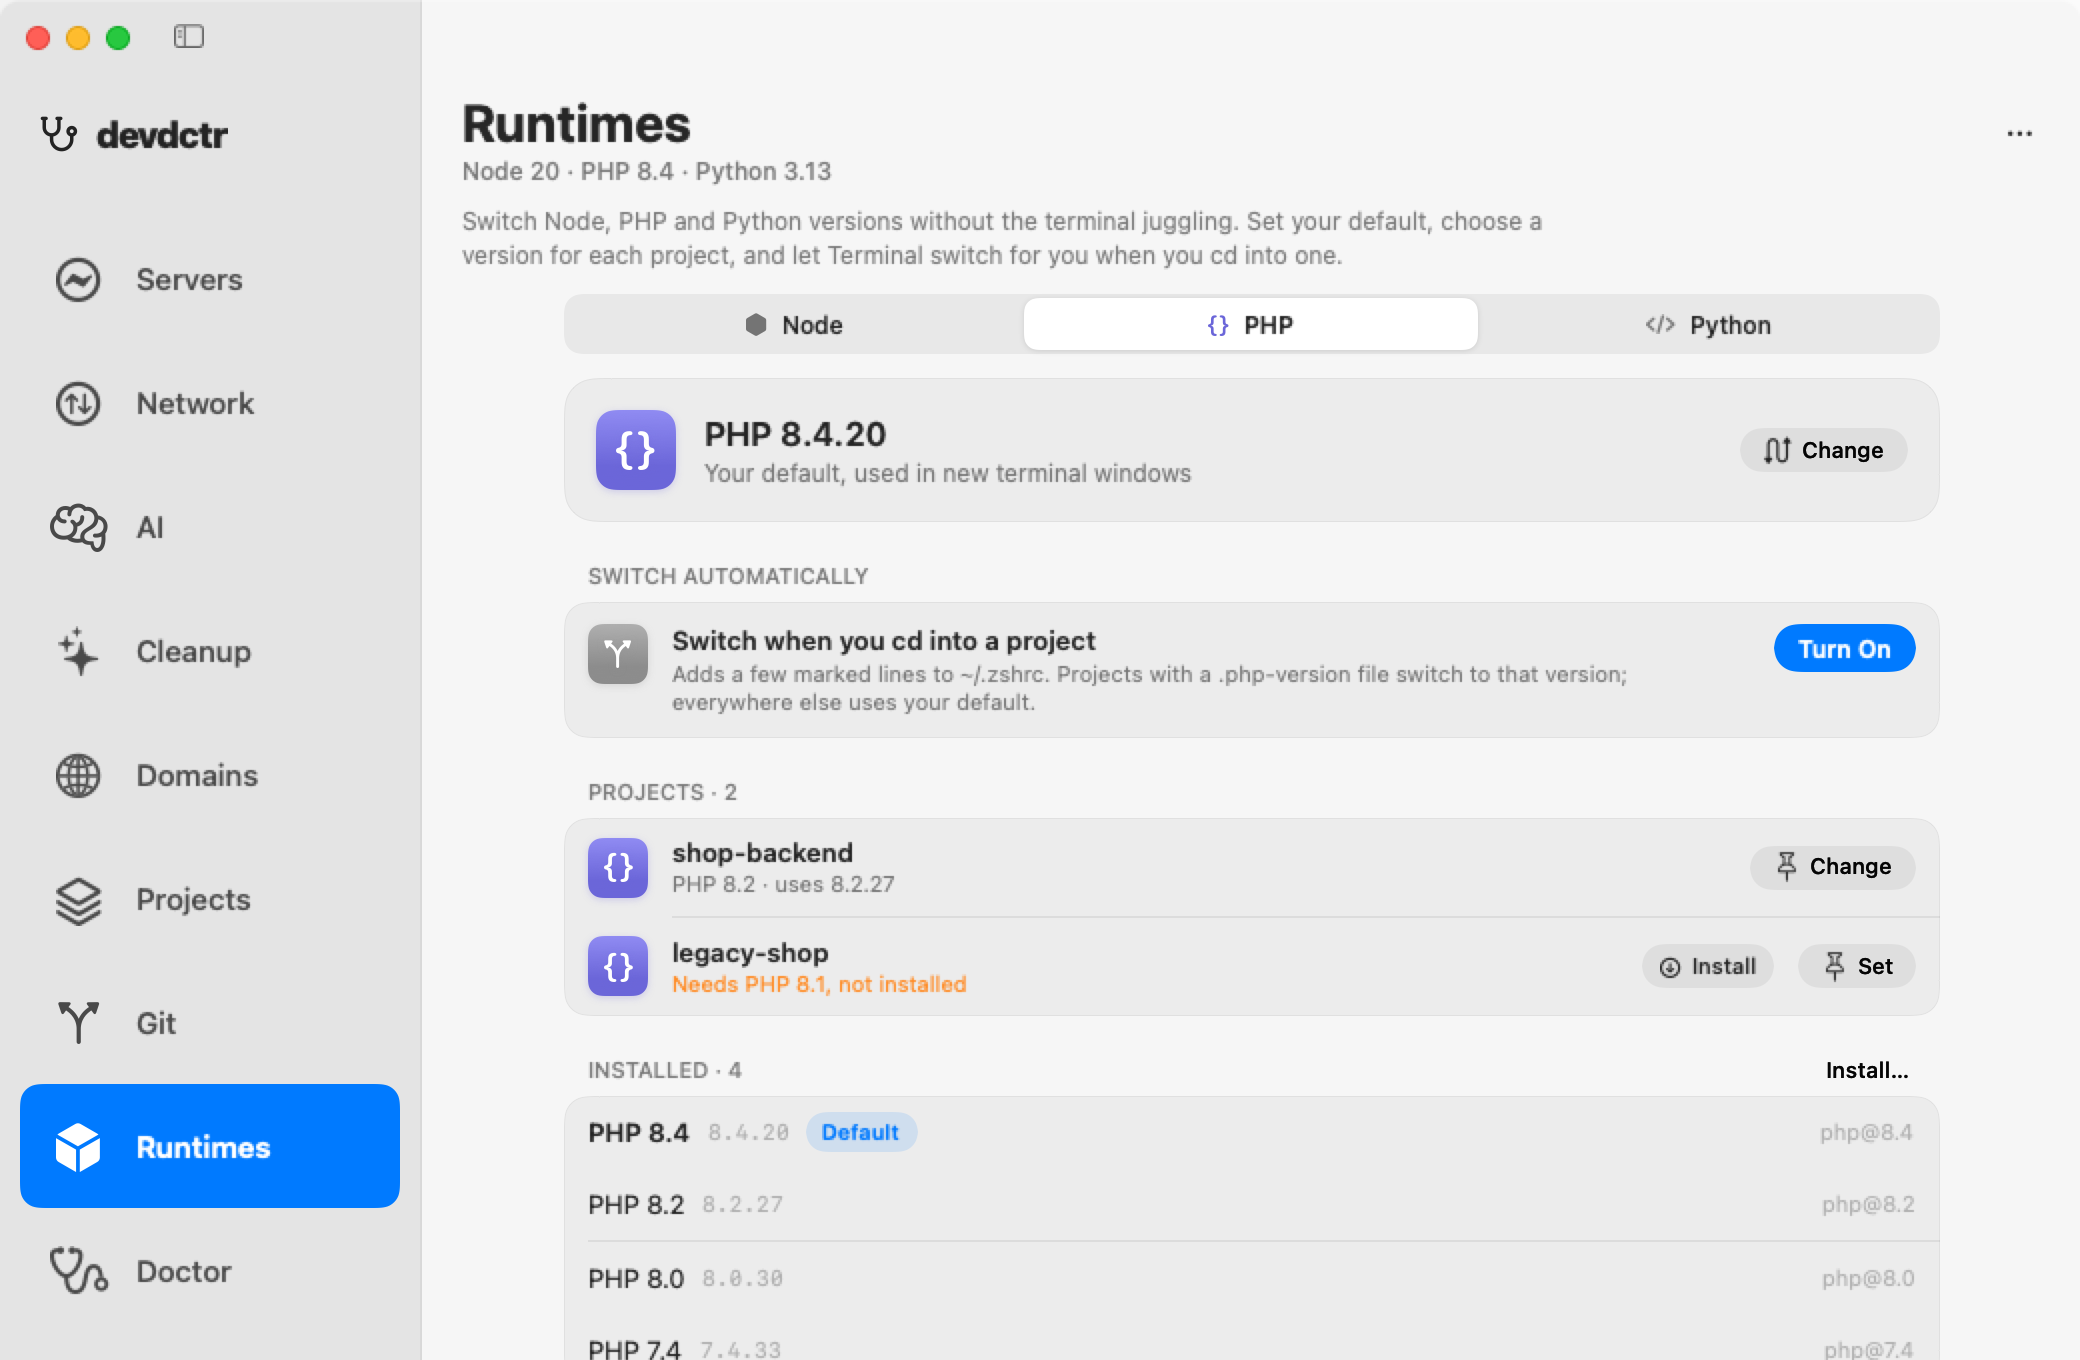 devdctr
Servers
Network
AI
Cleanup
Domains
Projects
Git
Runtimes
Doctor
Runtimes
...
Node 20 · PHP 8.4 · Python 3.13
Switch Node, PHP and Python versions without the terminal juggling. Set your default, choose a
version for each project, and let Terminal switch for you when you cd into one.
Node
{} PHP
</> Python
{} PHP 8.4.20
Your default, used in new terminal windows
Change
SWITCH AUTOMATICALLY
Switch when you cd into a project
Adds a few marked lines to ~/.zshrc. Projects with a .php-version file switch to that version;
everywhere else uses your default.
Turn On
PROJECTS · 2
{} shop-backend
PHP 8.2 · uses 8.2.27
Change
{} legacy-shop
Needs PHP 8.1, not installed
Install
Set
INSTALLED · 4
Install...
PHP 8.4 8.4.20 Default php@8.4
PHP 8.2 8.2.27 php@8.2
PHP 8.0 8.0.30 php@8.0
PHP 7.4 7.4.33 php@7.4